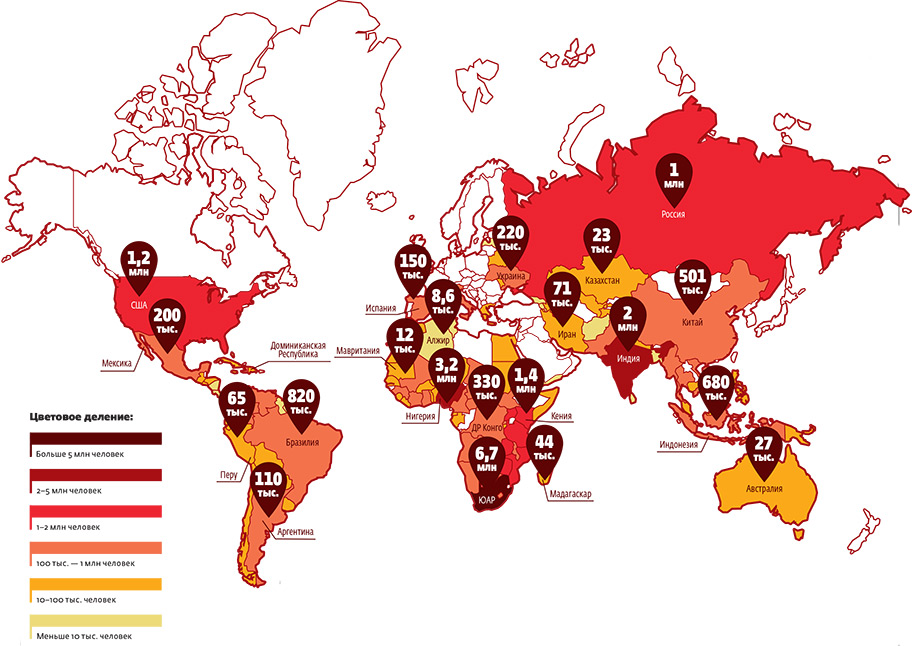 1
млн
Россия
220
тыс.
Украина
23
тыс.
Казахстан
1,2
млн
США
150
тыс.
Испания
501
тыс.
Китай
71
тыс.
Иран
8,6
тыс.
Алжир
200
тыс.
Мексика
2
млн
Индия
12
тыс.
Мавритания
Доминиканская
Республика
3,2
млн
Нигерия
330
тыс.
ДР Конго
1,4
млн
Кения
680
тыс.
Индонезия
65
тыс.
Перу
820
тыс.
Бразилия
6,7
млн
ЮАР
44
тыс.
Мадагаскар
27
тыс.
Австралия
110
тыс.
Аргентина
Цветовое деление:
Больше 5 млн человек
2–5 млн человек
1–2 млн человек
100 тыс. — 1 млн человек
10–100 тыс. человек
Меньше 10 тыс. человек